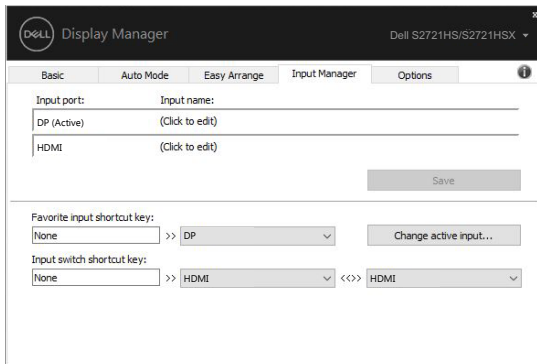 DELL Display Manager Dell S2721HS/S2721HSX
Basic Auto Mode Easy Arrange Input Manager Options
Input port: Input name:
DP (Active) (Click to edit)
HDMI (Click to edit)
Save
Favorite input shortcut key:
None >> DP Change active input...
Input switch shortcut key:
None >> HDMI <<>> HDMI